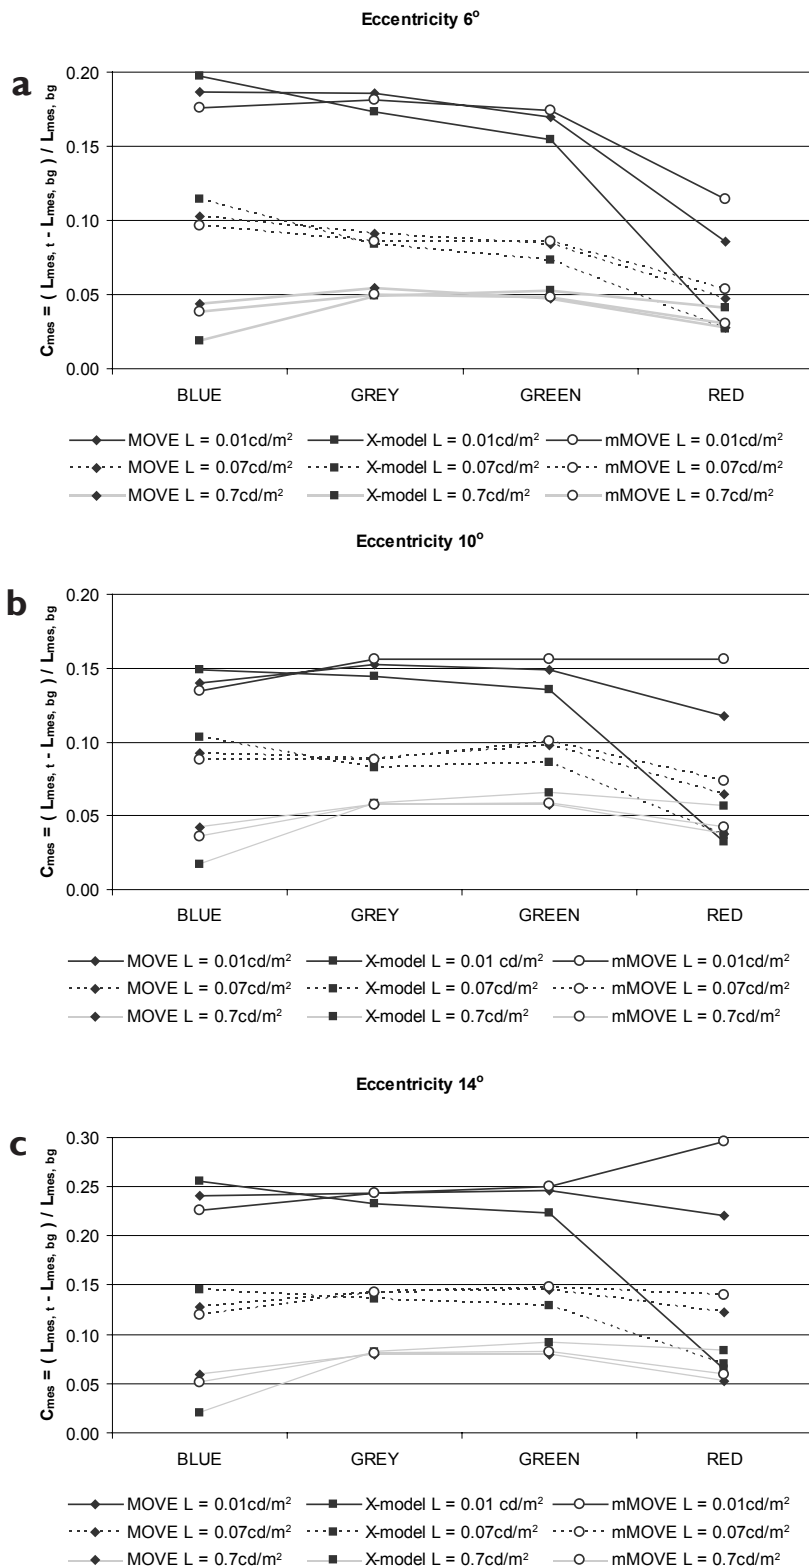 Eccentricity 6°
a
0.20
0.15
0.10
0.05
0.00
Cmes = ( Lmes, t - Lmes, bg ) / Lmes, bg
BLUE GREY GREEN RED
MOVE L = 0.01cd/m² X-model L = 0.01cd/m² mMOVE L = 0.01cd/m²
MOVE L = 0.07cd/m² X-model L = 0.07cd/m² mMOVE L = 0.07cd/m²
MOVE L = 0.7cd/m² X-model L = 0.7cd/m² mMOVE L = 0.7cd/m²
Eccentricity 10°
b
0.20
0.15
0.10
0.05
0.00
Cmes = ( Lmes, t - Lmes, bg ) / Lmes, bg
BLUE GREY GREEN RED
MOVE L = 0.01cd/m² X-model L = 0.01 cd/m² mMOVE L = 0.01cd/m²
MOVE L = 0.07cd/m² X-model L = 0.07cd/m² mMOVE L = 0.07cd/m²
MOVE L = 0.7cd/m² X-model L = 0.7cd/m² mMOVE L = 0.7cd/m²
Eccentricity 14°
c
0.30
0.25
0.20
0.15
0.10
0.05
0.00
Cmes = ( Lmes, t - Lmes, bg ) / Lmes, bg
BLUE GREY GREEN RED
MOVE L = 0.01cd/m² X-model L = 0.01 cd/m² mMOVE L = 0.01cd/m²
MOVE L = 0.07cd/m² X-model L = 0.07cd/m² mMOVE L = 0.07cd/m²
MOVE L = 0.7cd/m² X-model L = 0.7cd/m² mMOVE L = 0.7cd/m²